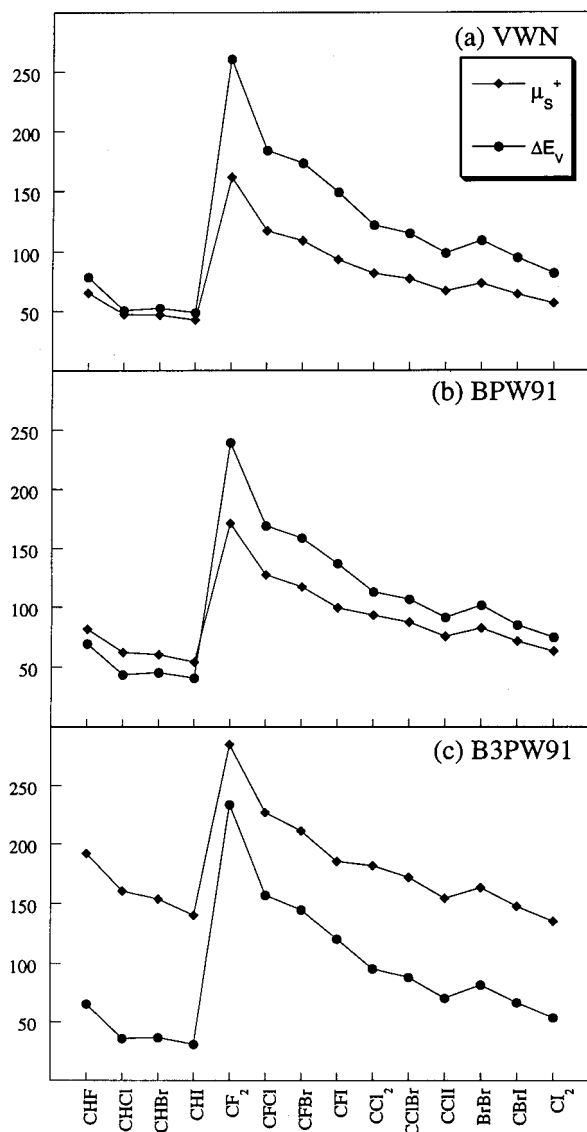 (a) VWN
μS+
ΔEV
250
200
150
100
50
(b) BPW91
250
200
150
100
50
(c) B3PW91
250
200
150
100
50
CHF
CHCl
CHBr
CHI
CF2
CFCl
CFBr
CFI
CCl2
CClBr
CClI
BrBr
CBrI
CI2